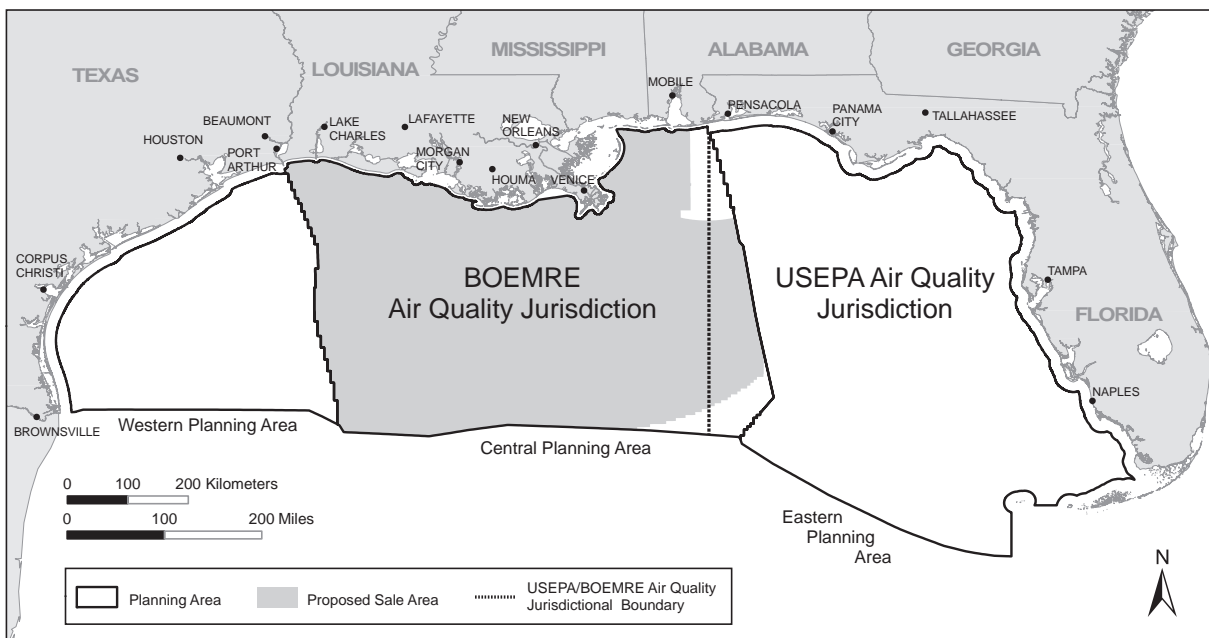 MISSISSIPPI
ALABAMA
GEORGIA
TEXAS
LOUISIANA
MOBILE
PENSACOLA
PANAMA
CITY
TALLAHASSEE
BEAUMONT
LAKE
CHARLES
LAFAYETTE
NEW
ORLEANS
HOUSTON
PORT
ARTHUR
MORGAN
CITY
HOUMA
VENICE
CORPUS
CHRISTI
BOEMRE
Air Quality Jurisdiction
USEPA Air Quality
Jurisdiction
TAMPA
FLORIDA
NAPLES
BROWNSVILLE
Western Planning Area
Central Planning Area
Eastern
Planning
Area
0 100 200 Kilometers
0 100 200 Miles
N
Planning Area
Proposed Sale Area
USEPA/BOEMRE Air Quality
Jurisdictional Boundary